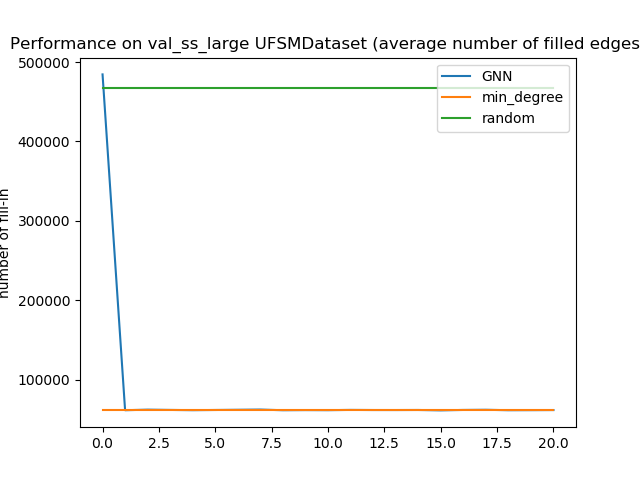 Performance on val_ss_large UFSMDataset (average number of filled edges
500000
400000
300000
200000
100000
number of fill-in
GNN
min_degree
random
0.0 2.5 5.0 7.5 10.0 12.5 15.0 17.5 20.0